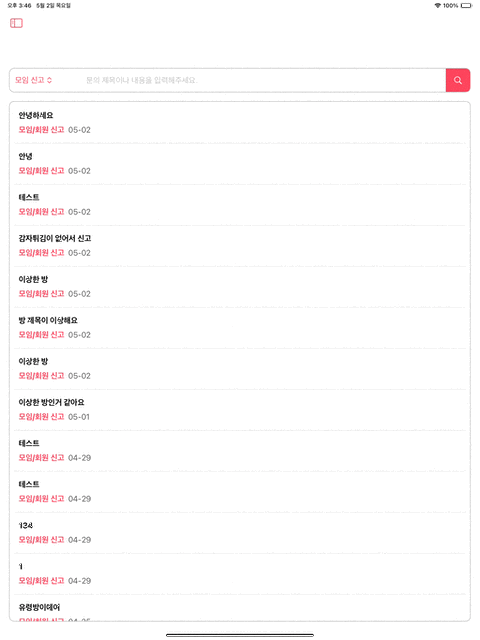 오후 3:46 5월 2일 목요일
100%
모임 신고
문의 제목이나 내용을 입력해주세요.
안녕하세요
모임/회원 신고 05-02
안녕
모임/회원 신고 05-02
테스트
모임/회원 신고 05-02
감자튀김이 없어서 신고
모임/회원 신고 05-02
이상한 방
모임/회원 신고 05-02
방 제목이 이상해요
모임/회원 신고 05-02
이상한 방
모임/회원 신고 05-02
이상한 방인거 같아요
모임/회원 신고 05-01
테스트
모임/회원 신고 04-29
테스트
모임/회원 신고 04-29
모임/회원 신고 04-29
모임/회원 신고 04-29
유령방이데어
모임/회원 신고